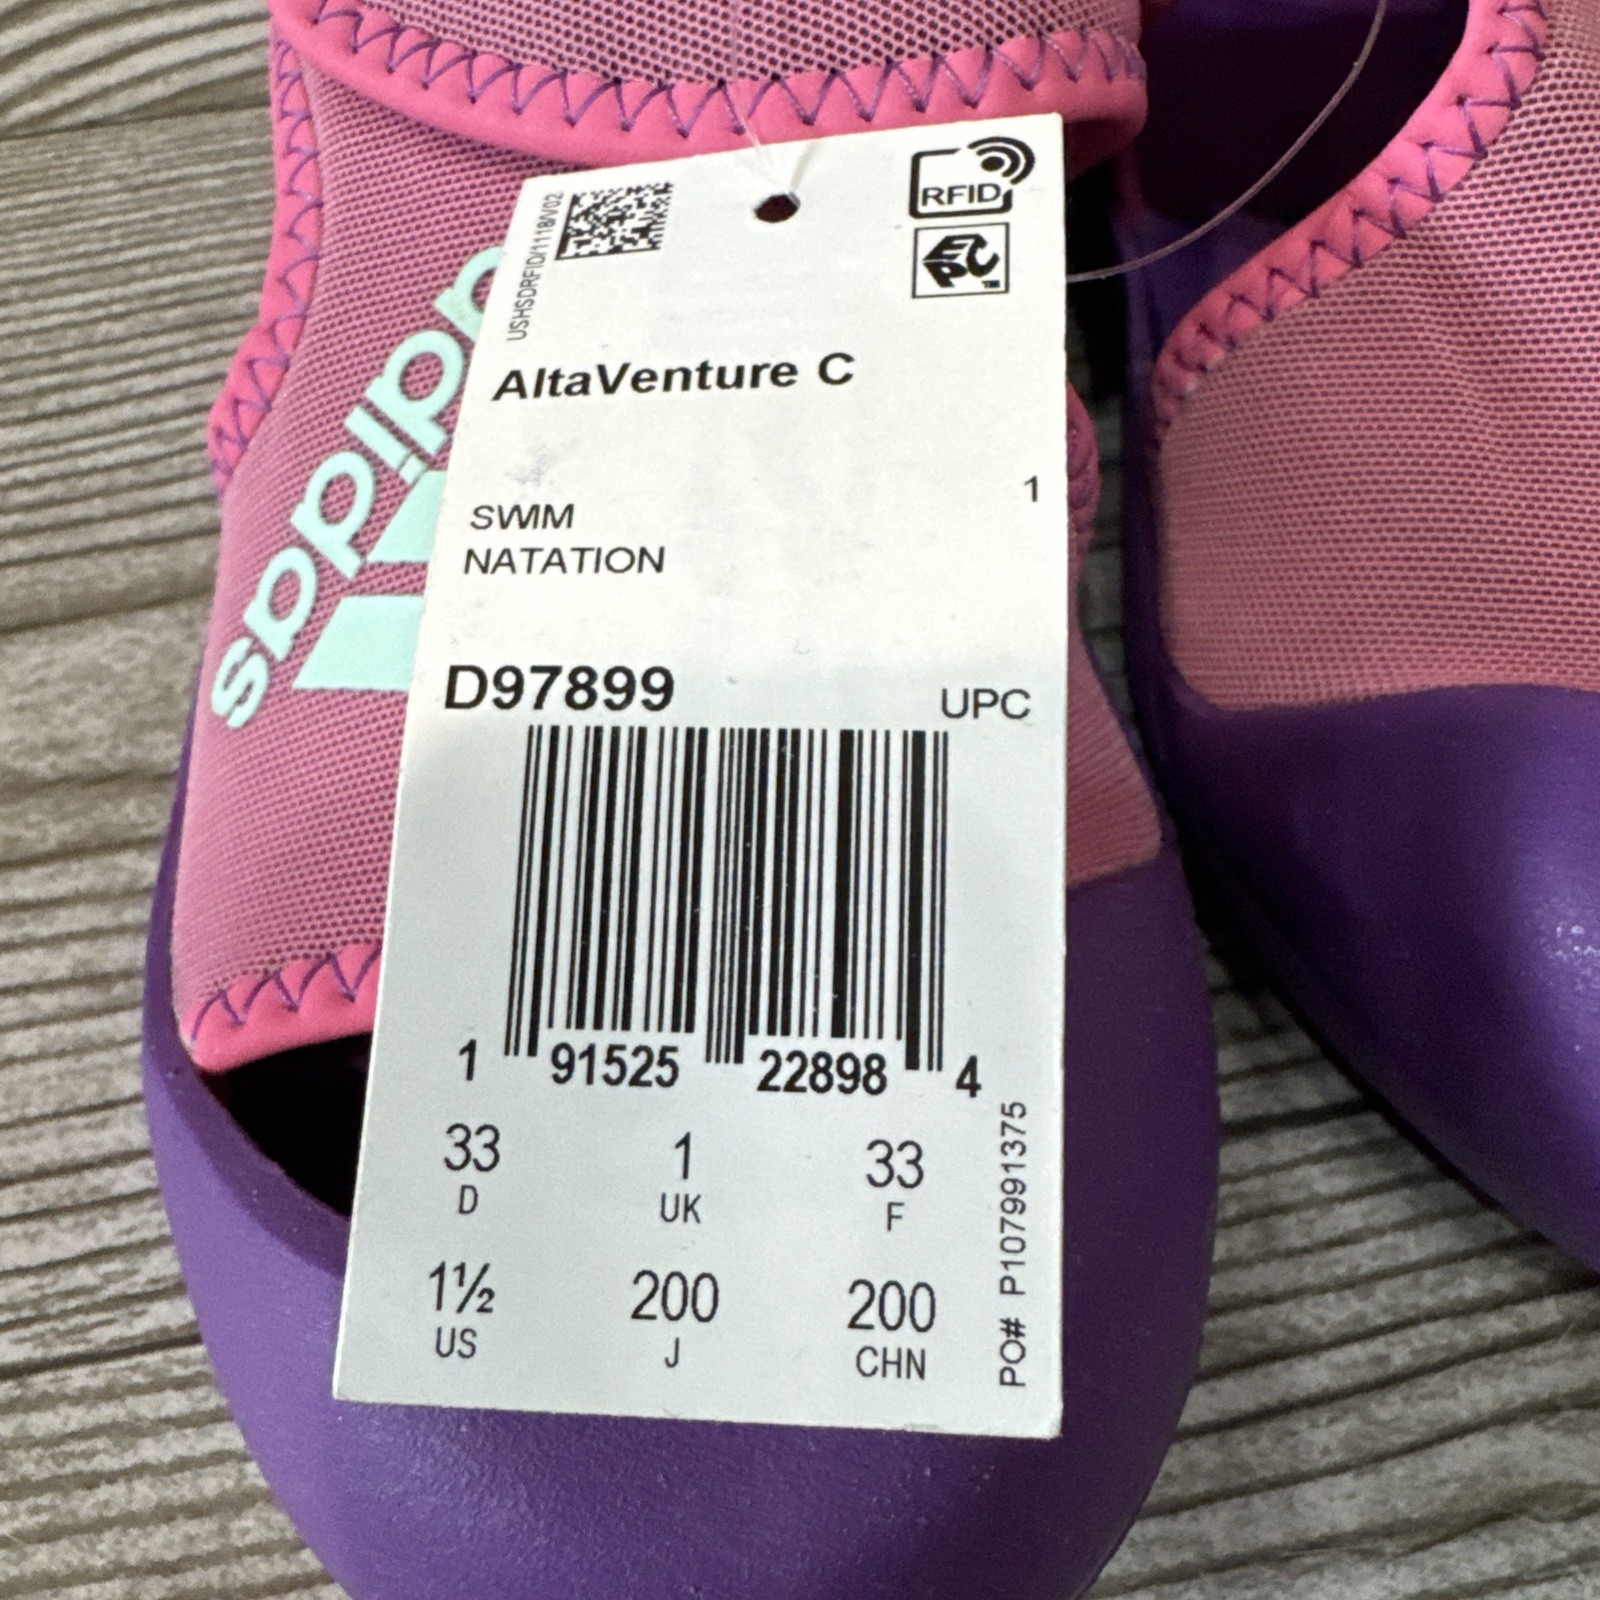 adidas
USHSDRFID/1118/V02
RFID
EPC™
AltaVenture C
1
SWIM
NATATION
D97899
UPC
1 91525 22898 4
33 1 33
D UK F
1½ 200 200
US J CHN
PO# P107991375